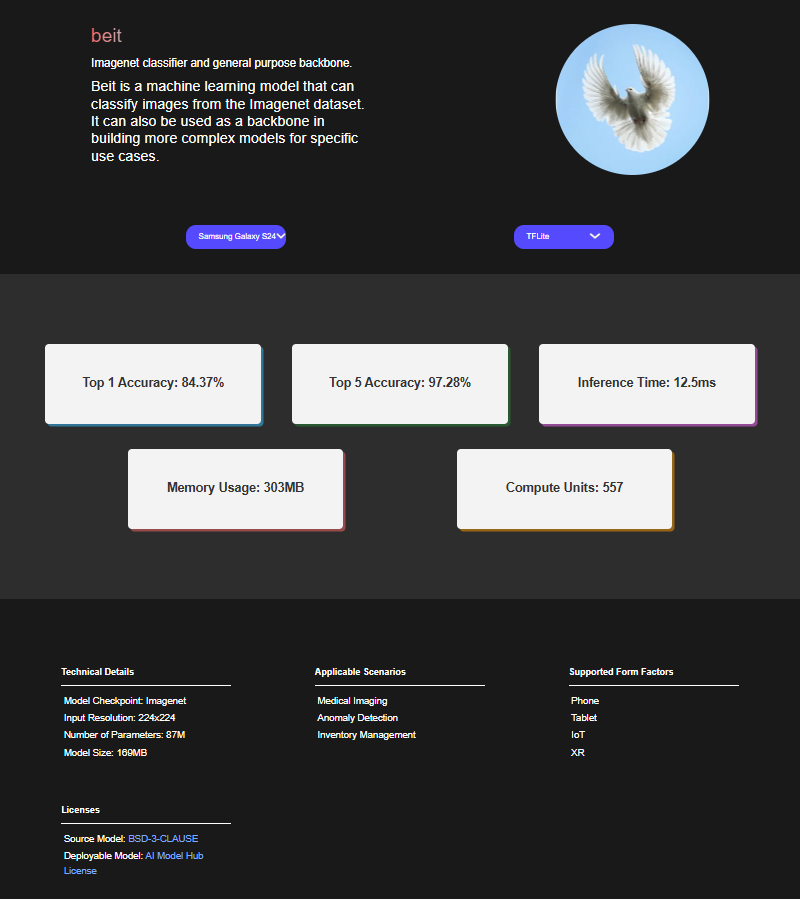 beit
Imagenet classifier and general purpose backbone.
Beit is a machine learning model that can
classify images from the Imagenet dataset.
It can also be used as a backbone in
building more complex models for specific
use cases.
Samsung Galaxy S24
TFLite
Top 1 Accuracy: 84.37%
Top 5 Accuracy: 97.28%
Inference Time: 12.5ms
Memory Usage: 303MB
Compute Units: 557
Technical Details
Model Checkpoint: Imagenet
Input Resolution: 224x224
Number of Parameters: 87M
Model Size: 169MB
Applicable Scenarios
Medical Imaging
Anomaly Detection
Inventory Management
Supported Form Factors
Phone
Tablet
IoT
XR
Licenses
Source Model: BSD-3-CLAUSE
Deployable Model: AI Model Hub
License